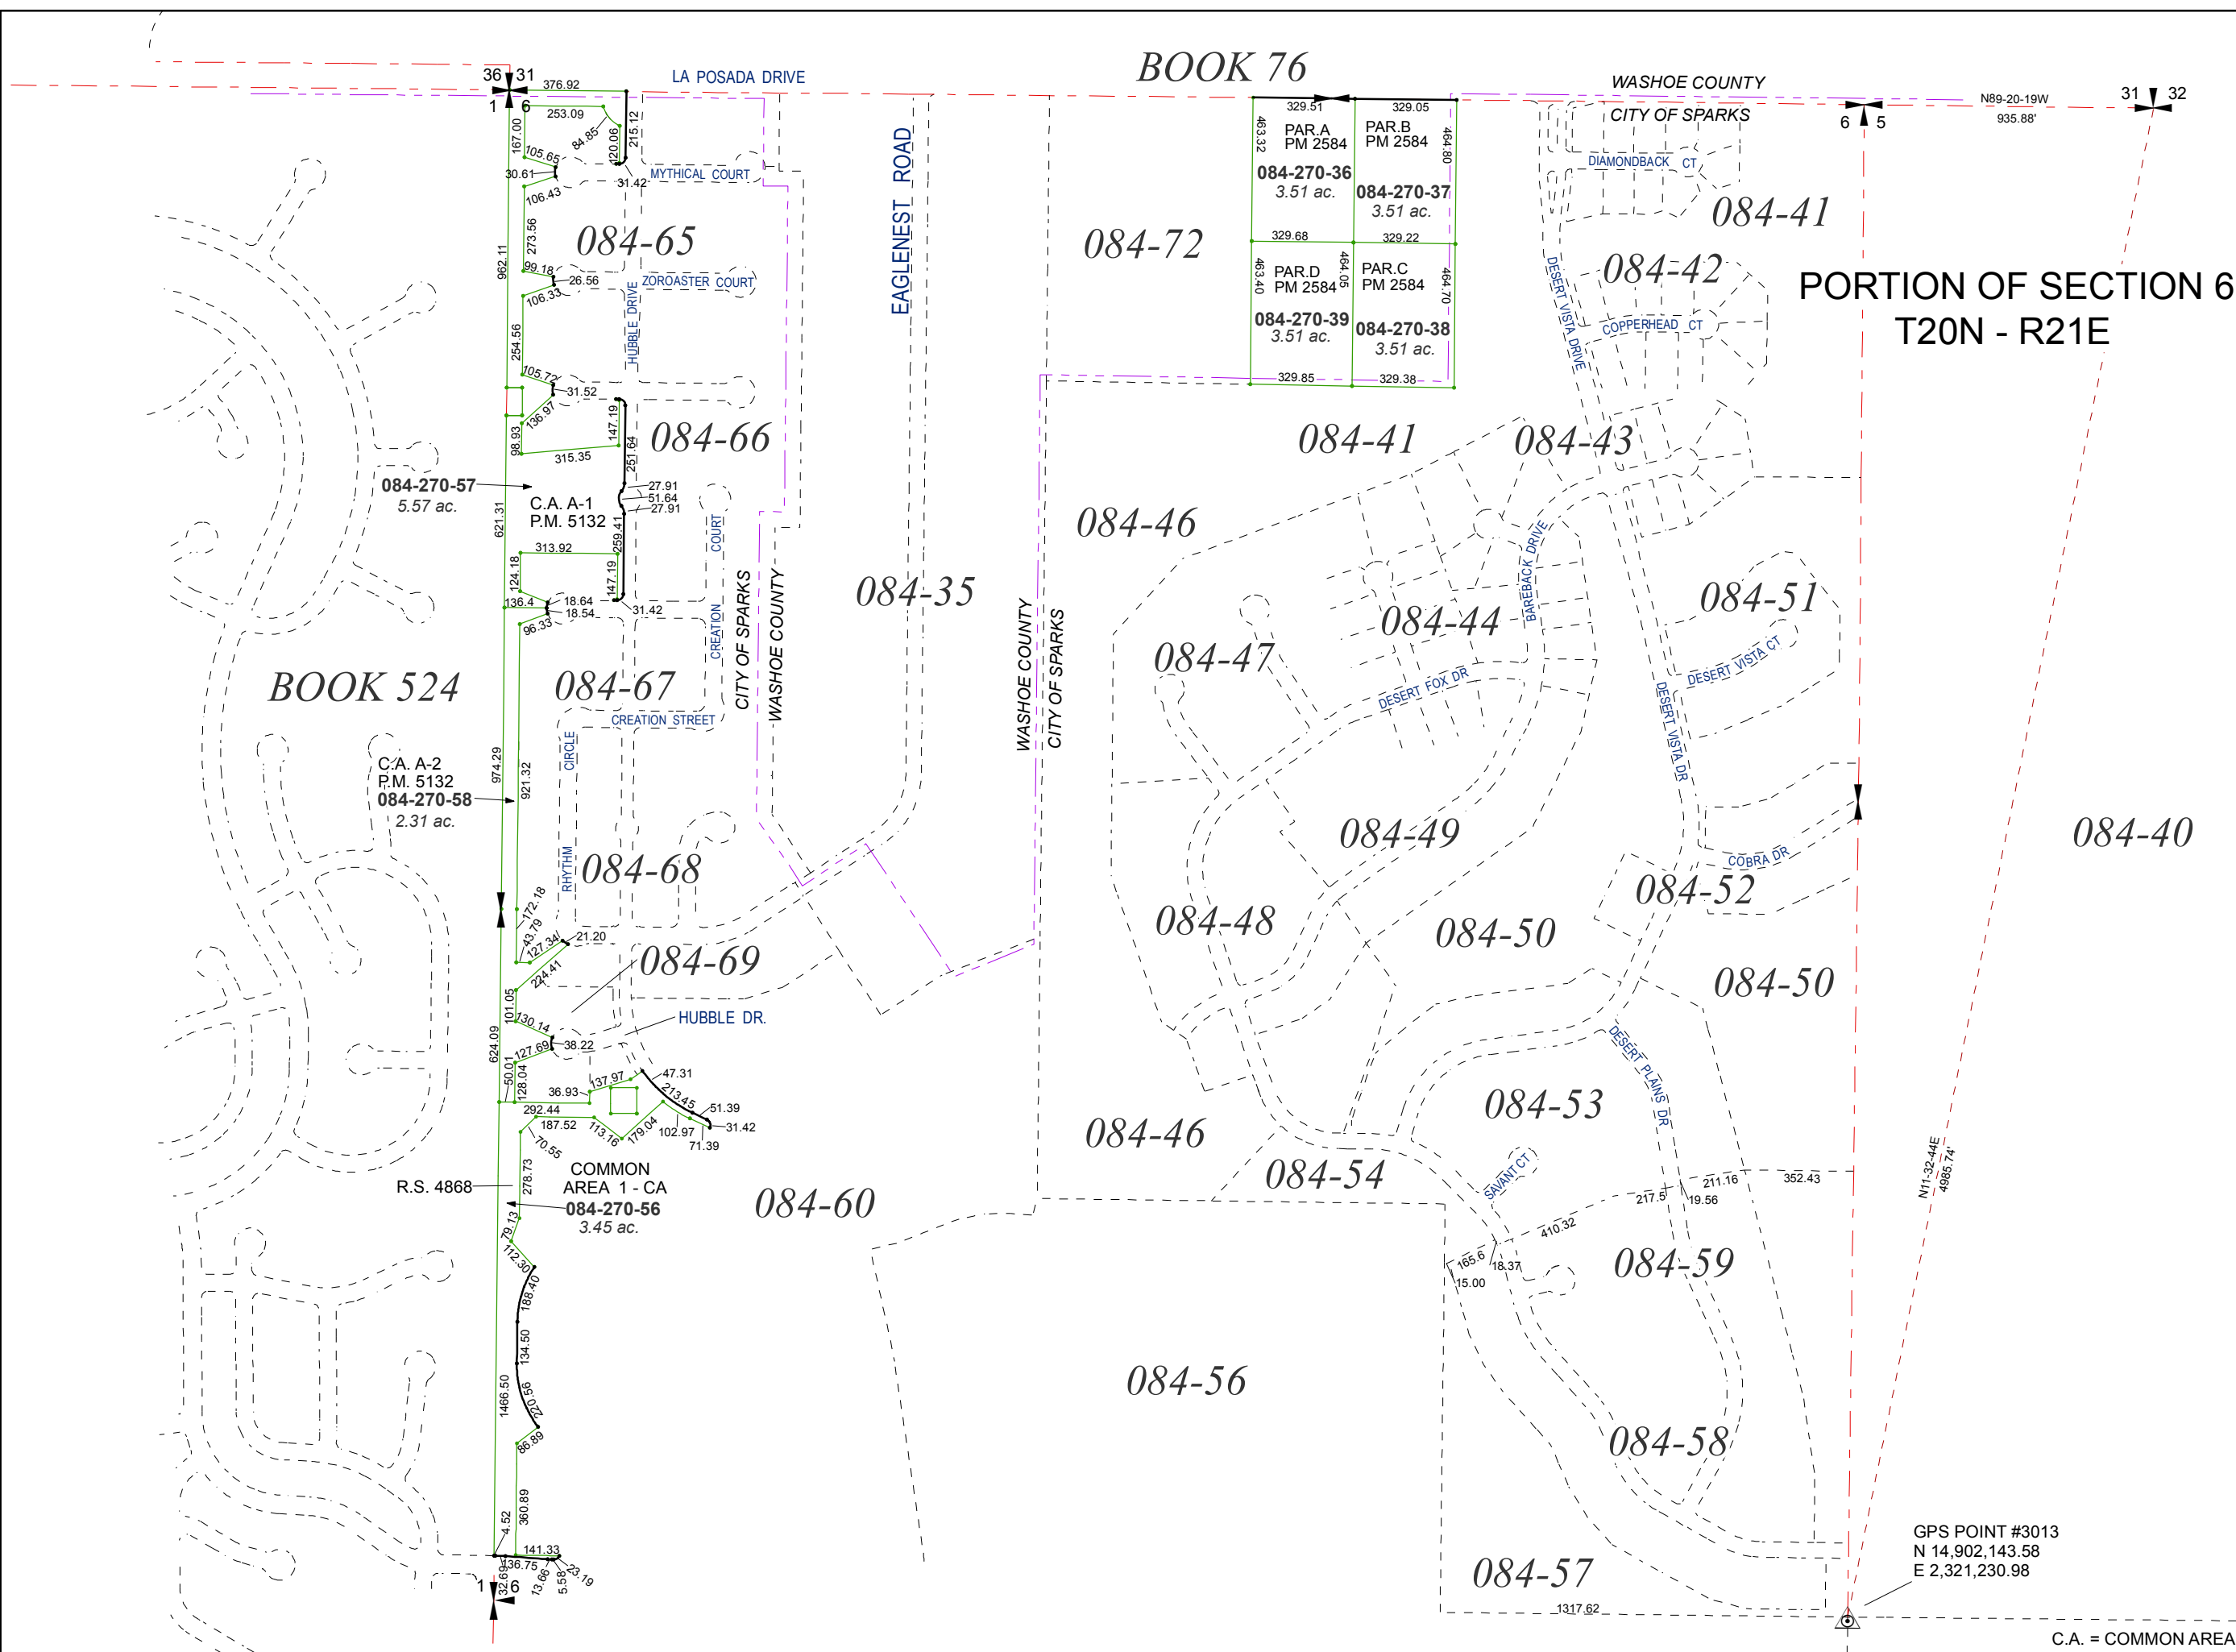 BOOK 76
LA POSADA DRIVE
WASHOE COUNTY
CITY OF SPARKS
N89-20-19W
935.88'
31 32
6 5
36 31
1 6
376.92
253.09
84.85
120.06
215.12
167.00
105.65
30.61
106.43
31.42
MYTHICAL COURT
273.56
962.11
084-65
99.18
26.56
106.33
ZOROASTER COURT
HUBBLE DRIVE
254.56
105.72
31.52
136.97
98.93
147.19
315.35
251.64
084-66
084-270-57
5.57 ac.
C.A. A-1
P.M. 5132
27.91
51.64
27.91
621.31
313.92
259.41
124.18
147.19
136.4
18.64
18.54
31.42
96.33
CREATION COURT
CITY OF SPARKS
WASHOE COUNTY
EAGLENEST ROAD
084-35
084-72
329.51
329.05
463.32
PAR.A
PM 2584
PAR.B
PM 2584
464.80
084-270-36
3.51 ac.
084-270-37
3.51 ac.
329.68
329.22
463.40
PAR.D
PM 2584
464.05
PAR.C
PM 2584
464.70
084-270-39
3.51 ac.
084-270-38
3.51 ac.
329.85
329.38
DIAMONDBACK CT
084-41
084-42
DESERT VISTA DRIVE
COPPERHEAD CT
PORTION OF SECTION 6
T20N - R21E
084-41
084-43
084-46
BAREBACK DRIVE
084-44
084-51
084-47
DESERT FOX DR
DESERT VISTA CT
DESERT VISTA DR
WASHOE COUNTY
CITY OF SPARKS
BOOK 524
084-67
CREATION STREET
CIRCLE
RHYTHM
C.A. A-2
P.M. 5132
084-270-58
2.31 ac.
974.29
921.32
084-68
084-49
COBRA DR
084-40
084-52
084-48
084-50
084-50
172.18
43.79
127.34
21.20
224.41
084-69
101.05
130.14
HUBBLE DR.
624.09
127.69
38.22
50.01
128.04
36.93
137.97
47.31
213.45
51.39
31.42
292.44
187.52
113.16
179.04
102.97
71.39
70.55
R.S. 4868
278.73
COMMON
AREA 1 - CA
084-270-56
3.45 ac.
79.13
112.30
188.40
134.50
1466.50
220.56
86.89
360.89
4.52
141.33
136.75
32.69
13.66
5.58
23.19
1 6
084-60
084-46
084-54
DESERT PLAINS DR
084-53
SAVANT CT
217.5
19.56
211.16
352.43
410.32
165.6
18.37
15.00
084-59
N11-32-44E
4985.74'
084-56
084-58
084-57
1317.62
GPS POINT #3013
N 14,902,143.58
E 2,321,230.98
C.A. = COMMON AREA